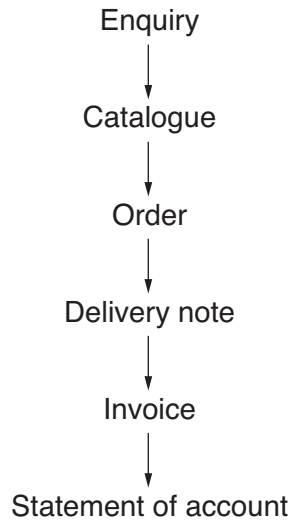 Enquiry
Catalogue
Order
Delivery note
Invoice
Statement of account